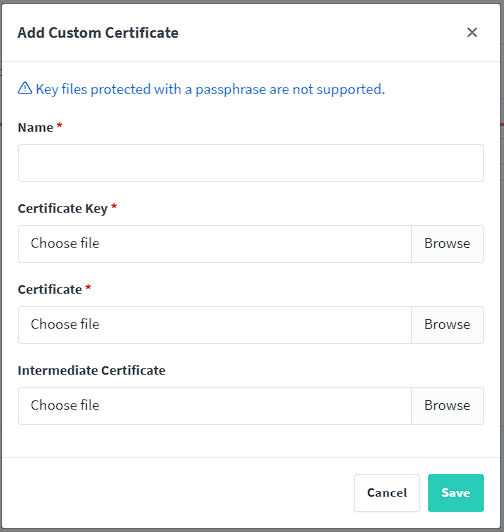 Add Custom Certificate ×
⚠ Key files protected with a passphrase are not supported.
Name *
Certificate Key *
Choose file Browse
Certificate *
Choose file Browse
Intermediate Certificate
Choose file Browse
Cancel Save